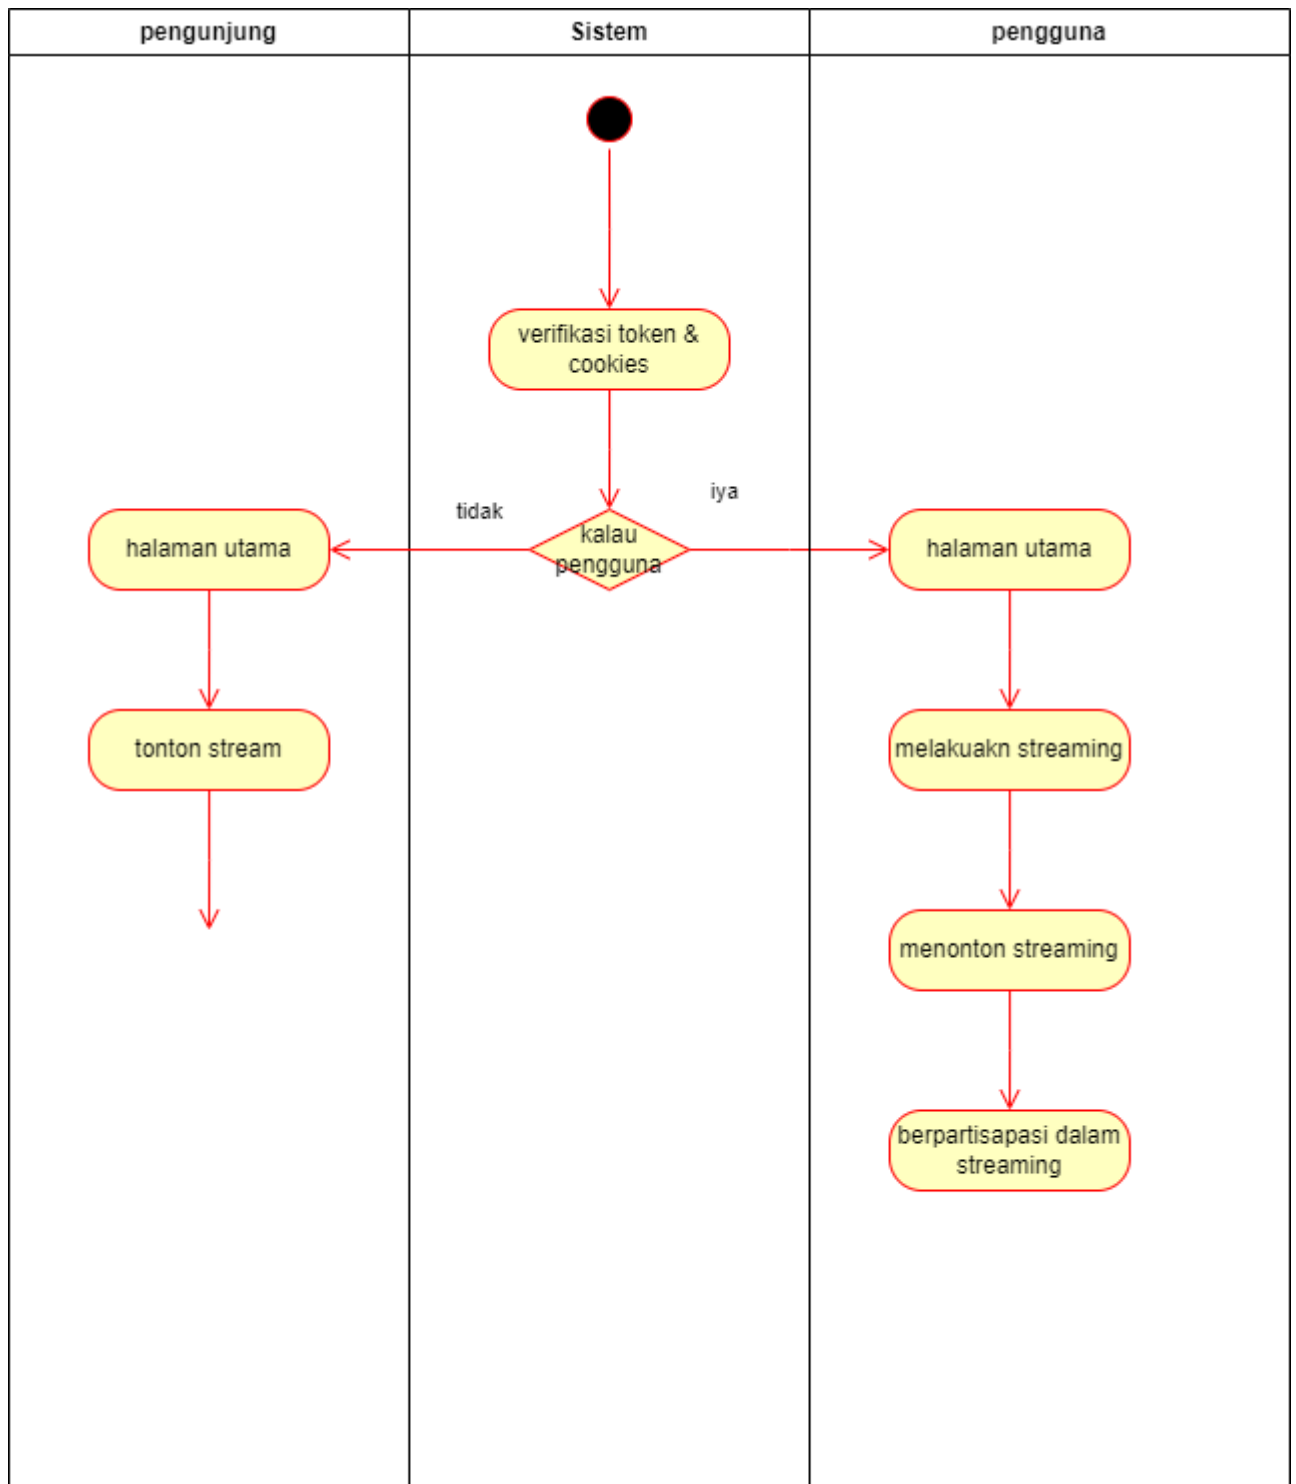 pengunjung
Sistem
pengguna
verifikasi token &
cookies
tidak
iya
halaman utama
kalau
pengguna
halaman utama
tonton stream
melakuakn streaming
menonton streaming
berpartisapasi dalam
streaming